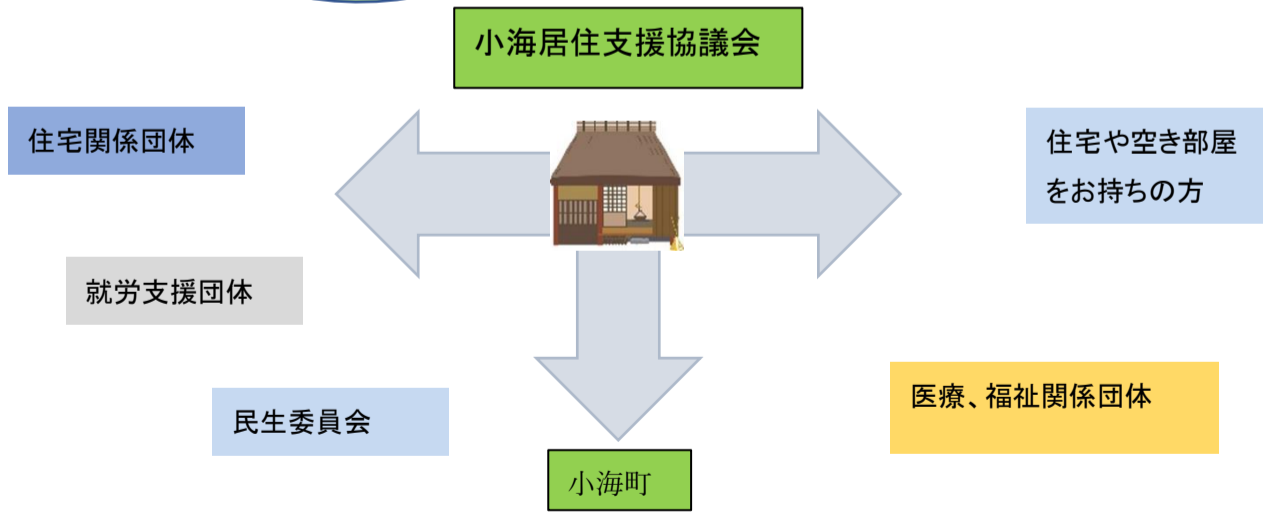 小海居住支援協議会
住宅関係団体
住宅や空き部屋
をお持ちの方
就労支援団体
医療、福祉関係団体
民生委員会
小海町